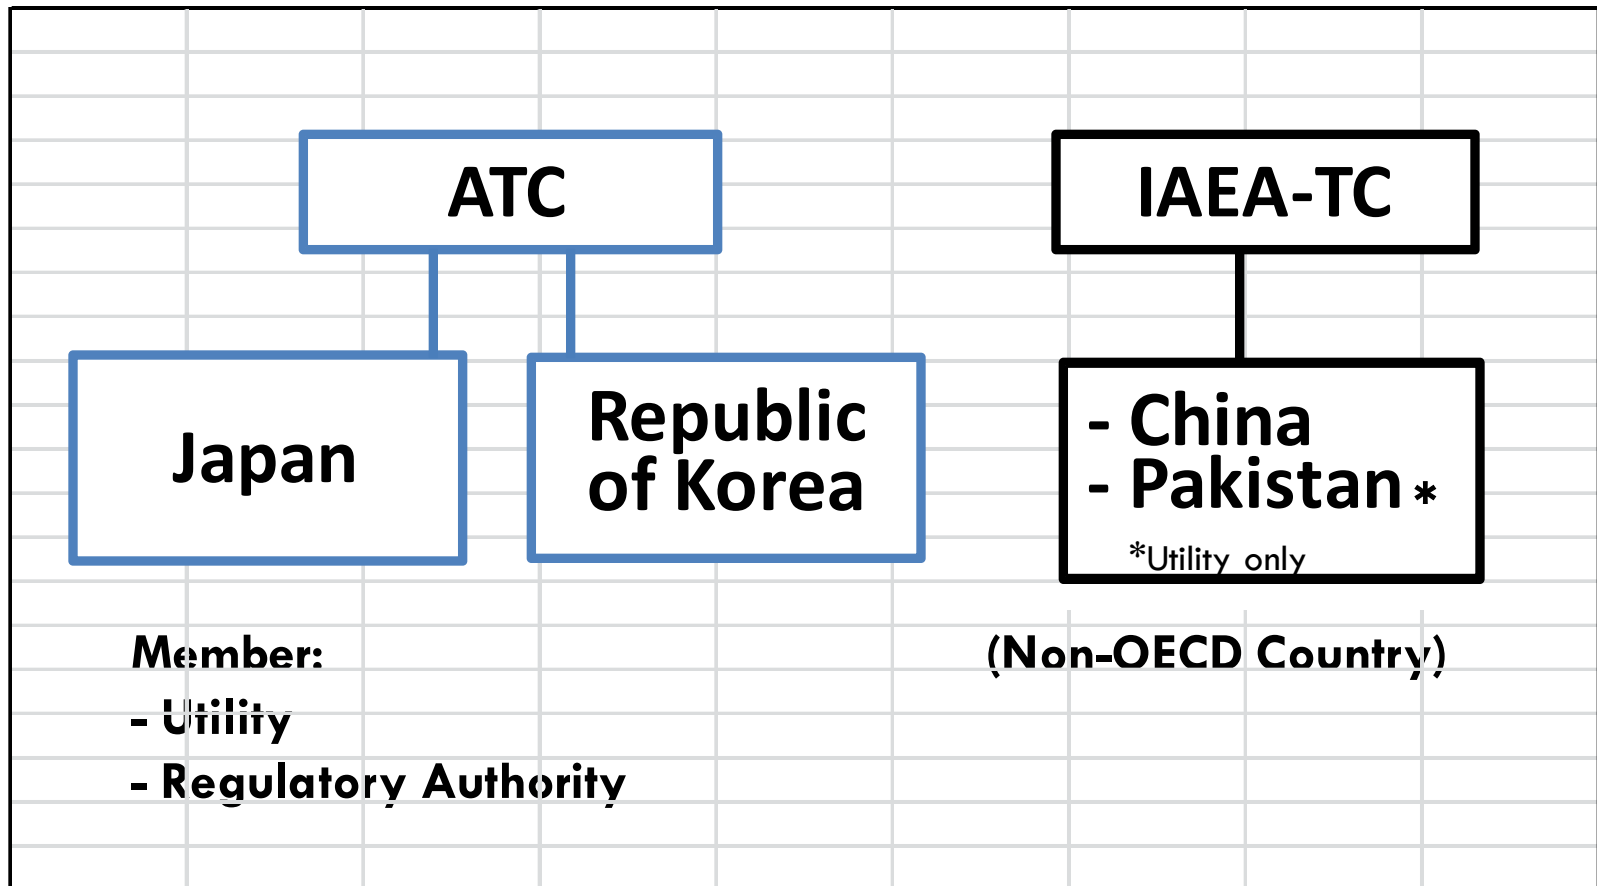 ATC
IAEA-TC
Japan
Republic
of Korea
- China
- Pakistan *
*Utility only
Member:
- Utility
- Regulatory Authority
(Non-OECD Country)